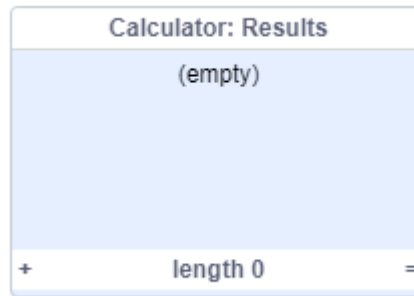 Calculator: Results
(empty)
+ length 0 =